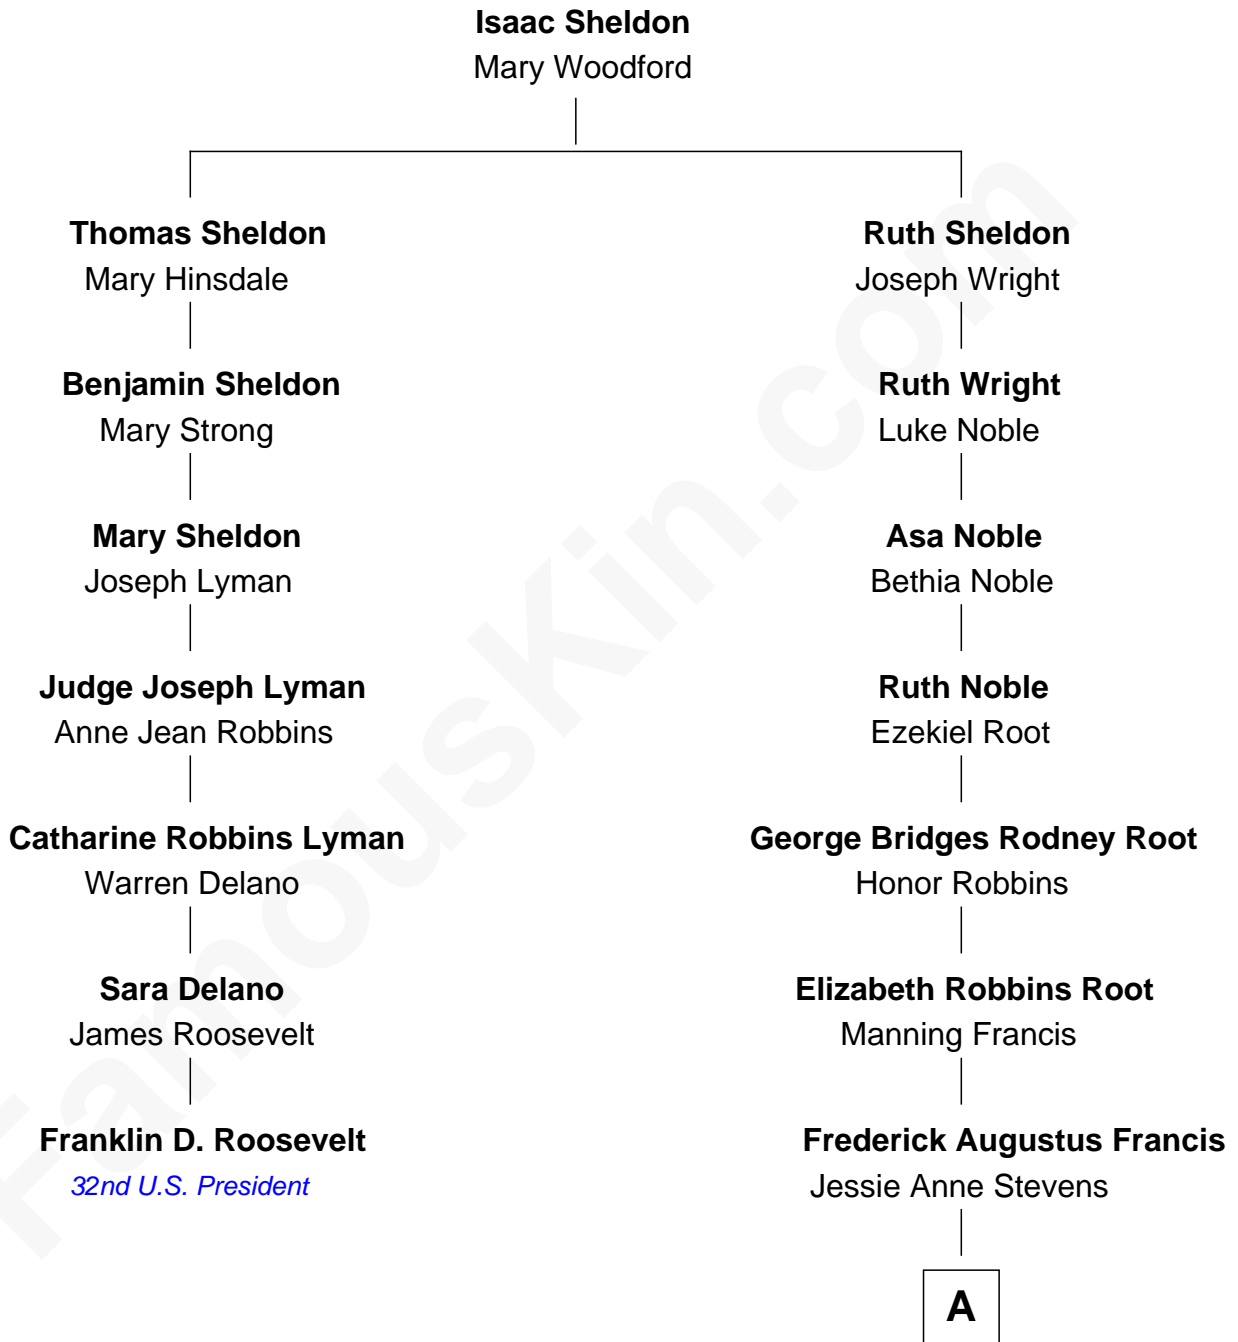 Isaac Sheldon
Mary Woodford
Thomas Sheldon
Mary Hinsdale
Ruth Sheldon
Joseph Wright
Benjamin Sheldon
Mary Strong
Ruth Wright
Luke Noble
Mary Sheldon
Joseph Lyman
Asa Noble
Bethia Noble
Judge Joseph Lyman
Anne Jean Robbins
Ruth Noble
Ezekiel Root
Catharine Robbins Lyman
Warren Delano
George Bridges Rodney Root
Honor Robbins
Sara Delano
James Roosevelt
Elizabeth Robbins Root
Manning Francis
Franklin D. Roosevelt
32nd U.S. President
Frederick Augustus Francis
Jessie Anne Stevens
A
FamousKin.com